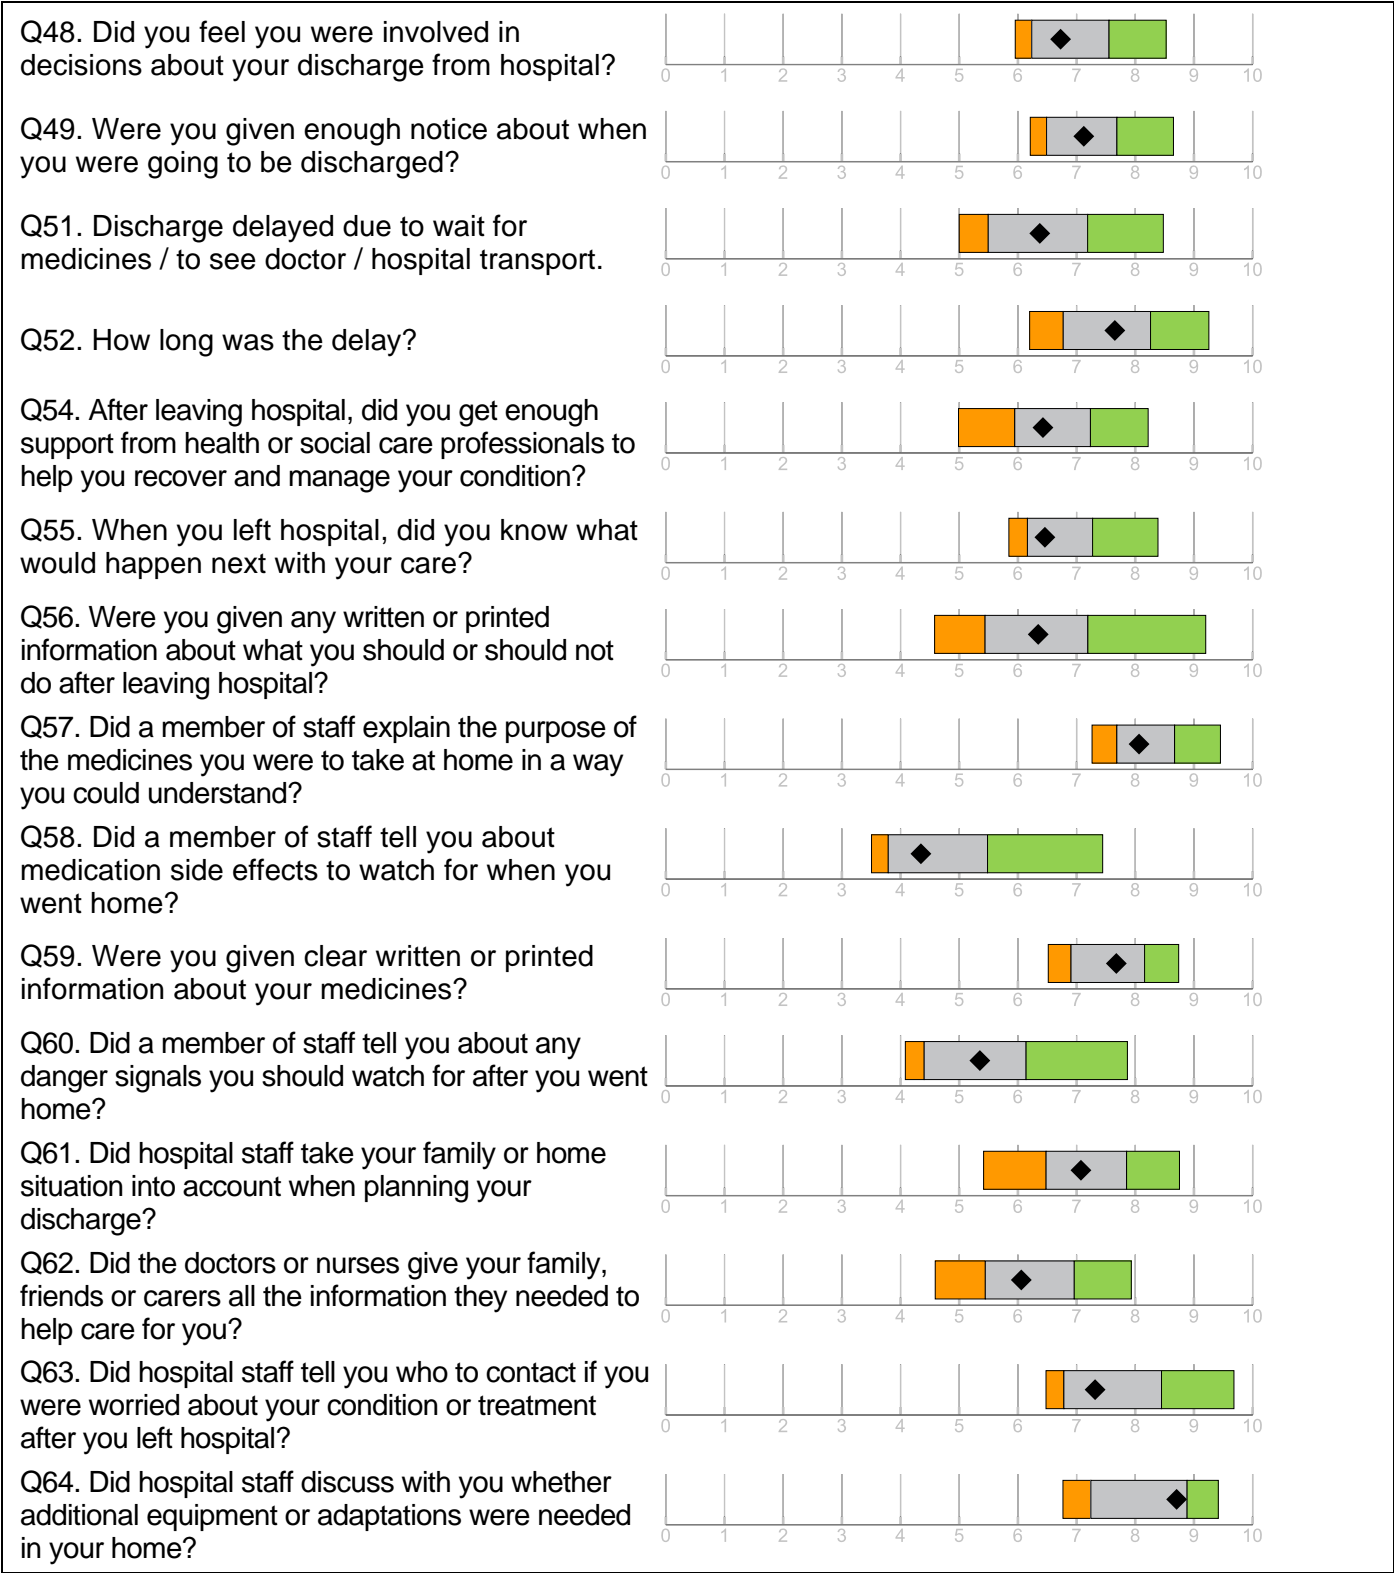 Q48. Did you feel you were involved in
decisions about your discharge from hospital?
0 1 2 3 4 5 6 7 8 9 10
Q49. Were you given enough notice about when
you were going to be discharged?
0 1 2 3 4 5 6 7 8 9 10
Q51. Discharge delayed due to wait for
medicines / to see doctor / hospital transport.
0 1 2 3 4 5 6 7 8 9 10
Q52. How long was the delay?
0 1 2 3 4 5 6 7 8 9 10
Q54. After leaving hospital, did you get enough
support from health or social care professionals to
help you recover and manage your condition?
0 1 2 3 4 5 6 7 8 9 10
Q55. When you left hospital, did you know what
would happen next with your care?
0 1 2 3 4 5 6 7 8 9 10
Q56. Were you given any written or printed
information about what you should or should not
do after leaving hospital?
0 1 2 3 4 5 6 7 8 9 10
Q57. Did a member of staff explain the purpose of
the medicines you were to take at home in a way
you could understand?
0 1 2 3 4 5 6 7 8 9 10
Q58. Did a member of staff tell you about
medication side effects to watch for when you
went home?
0 1 2 3 4 5 6 7 8 9 10
Q59. Were you given clear written or printed
information about your medicines?
0 1 2 3 4 5 6 7 8 9 10
Q60. Did a member of staff tell you about any
danger signals you should watch for after you went
home?
0 1 2 3 4 5 6 7 8 9 10
Q61. Did hospital staff take your family or home
situation into account when planning your
discharge?
0 1 2 3 4 5 6 7 8 9 10
Q62. Did the doctors or nurses give your family,
friends or carers all the information they needed to
help care for you?
0 1 2 3 4 5 6 7 8 9 10
Q63. Did hospital staff tell you who to contact if you
were worried about your condition or treatment
after you left hospital?
0 1 2 3 4 5 6 7 8 9 10
Q64. Did hospital staff discuss with you whether
additional equipment or adaptations were needed
in your home?
0 1 2 3 4 5 6 7 8 9 10